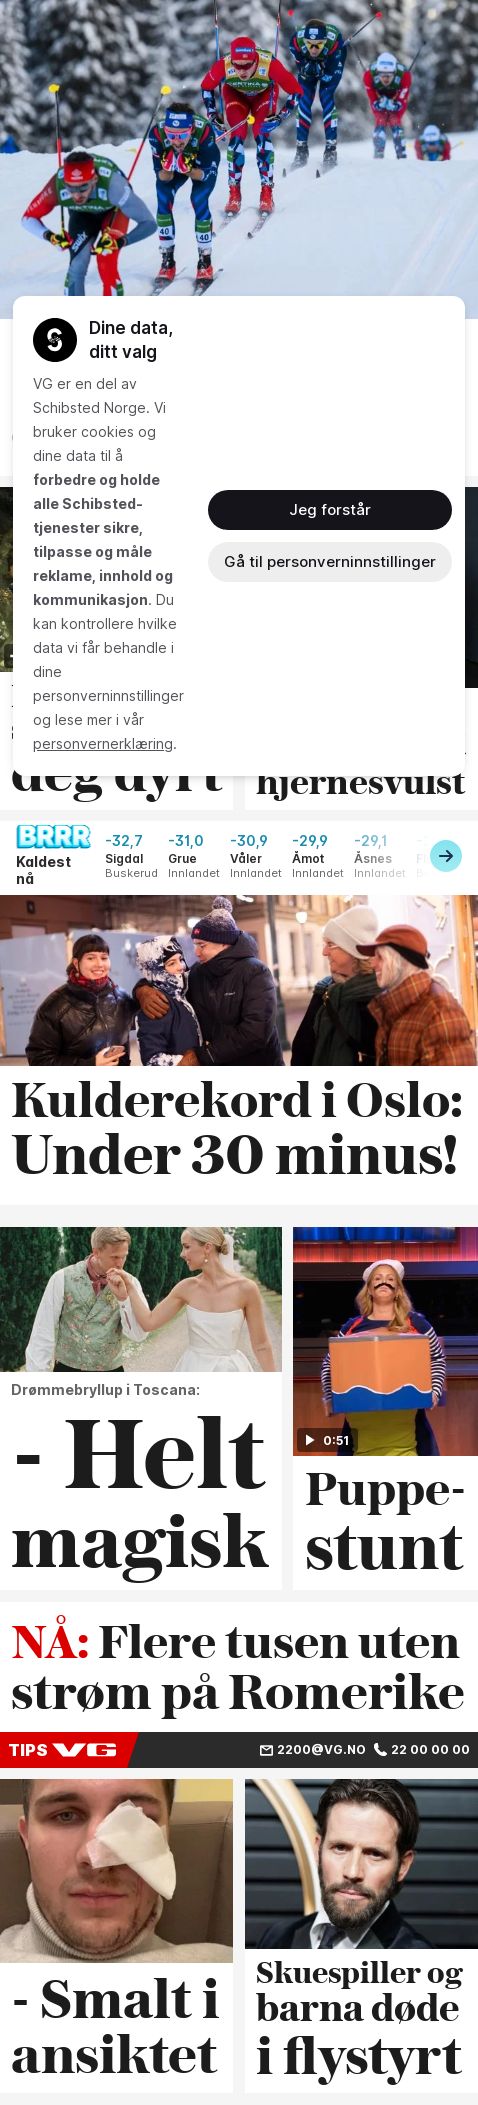 Dine data,
ditt valg
VG er en del av
Schibsted Norge. Vi
bruker cookies og
dine data til å
forbedre og holde
alle Schibsted-
tjenester sikre,
tilpasse og måle
reklame, innhold og
kommunikasjon. Du
kan kontrollere hvilke
data vi får behandle i
dine
personverninnstillinger
og lese mer i vår
personvernerklæring.
Jeg forstår
Gå til personverninnstillinger
deg dyrt
hjernesvulst
BRRR
Kaldest
nå
-32,7
Sigdal
Buskerud
-31,0
Grue
Innlandet
-30,9
Våler
Innlandet
-29,9
Åmot
Innlandet
-29,1
Åsnes
Innlandet
Kulderekord i Oslo:
Under 30 minus!
Drømmebryllup i Toscana:
- Helt
magisk
0:51
Puppe-
stunt
NÅ: Flere tusen uten
strøm på Romerike
TIPS VG
2200@VG.NO 22 00 00 00
- Smalt i
ansiktet
Skuespiller og
barna døde
i flystyrt